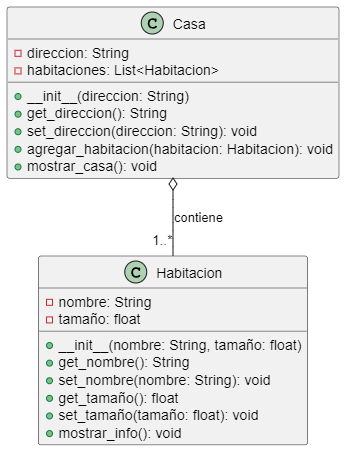 C Casa
direccion: String
habitaciones: List<Habitacion>
__init__(direccion: String)
get_direccion(): String
set_direccion(direccion: String): void
agregar_habitacion(habitacion: Habitacion): void
mostrar_casa(): void
contiene
1..*
C Habitacion
nombre: String
tamaño: float
__init__(nombre: String, tamaño: float)
get_nombre(): String
set_nombre(nombre: String): void
get_tamaño(): float
set_tamaño(tamaño: float): void
mostrar_info(): void